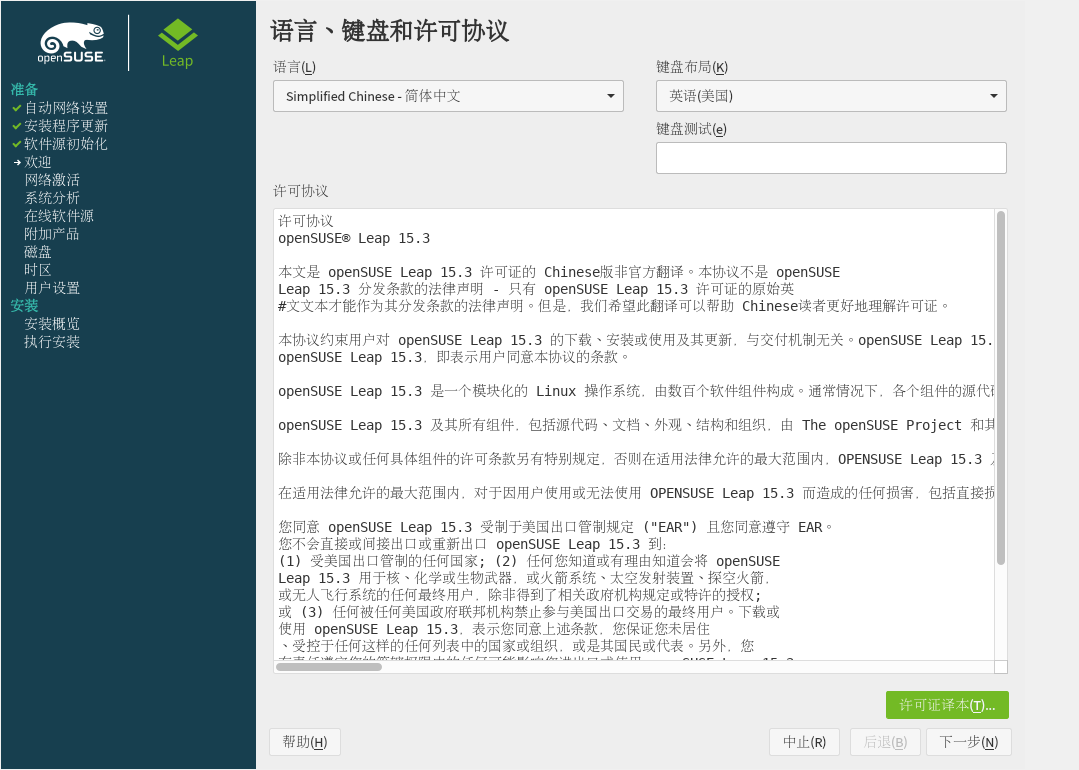 openSUSE
Leap
准备
自动网络设置
安装程序更新
软件源初始化
欢迎
网络激活
系统分析
在线软件源
附加产品
磁盘
时区
用户设置
安装
安装概览
执行安装
语言、键盘和许可协议
语言(L)
键盘布局(K)
Simplified Chinese - 简体中文
英语(美国)
键盘测试(e)
许可协议
许可协议
openSUSE® Leap 15.3
本文是 openSUSE Leap 15.3 许可证的 Chinese版非官方翻译。本协议不是 openSUSE
Leap 15.3 分发条款的法律声明 - 只有 openSUSE Leap 15.3 许可证的原始英
#文文本才能作为其分发条款的法律声明。但是，我们希望此翻译可以帮助 Chinese读者更好地理解许可证。
本协议约束用户对 openSUSE Leap 15.3 的下载、安装或使用及其更新，与交付机制无关。openSUSE Leap 15.
openSUSE Leap 15.3，即表示用户同意本协议的条款。
openSUSE Leap 15.3 是一个模块化的 Linux 操作系统，由数百个软件组件构成。通常情况下，各个组件的源代码
openSUSE Leap 15.3 及其所有组件，包括源代码、文档、外观、结构和组织，由 The openSUSE Project 和其
除非本协议或任何具体组件的许可条款另有特别规定，否则在适用法律允许的最大范围内，OPENSUSE Leap 15.3
在适用法律允许的最大范围内，对于因用户使用或无法使用 OPENSUSE Leap 15.3 而造成的任何损害，包括直接损
您同意 openSUSE Leap 15.3 受制于美国出口管制规定 ("EAR") 且您同意遵守 EAR。
您不会直接或间接出口或重新出口 openSUSE Leap 15.3 到：
(1) 受美国出口管制的任何国家; (2) 任何您知道或有理由知道会将 openSUSE
Leap 15.3 用于核、化学或生物武器，或火箭系统、太空发射装置、探空火箭，
或无人飞行系统的任何最终用户，除非得到了相关政府机构规定或特许的授权;
或 (3) 任何被任何美国政府联邦机构禁止参与美国出口交易的最终用户。下载或
使用 openSUSE Leap 15.3，表示您同意上述条款，您保证您未居住
、受控于任何这样的任何列表中的国家或组织，或是其国民或代表。另外，您
许可证译本(T)...
帮助(H)
中止(R)
后退(B)
下一步(N)